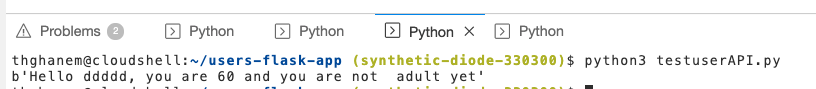 Problems 2 Python Python Python × Python
thghanem@cloudshell:~/users-flask-app (synthetic-diode-330300)$ python3 testuserAPI.py
b'Hello ddddd, you are 60 and you are not  adult yet'